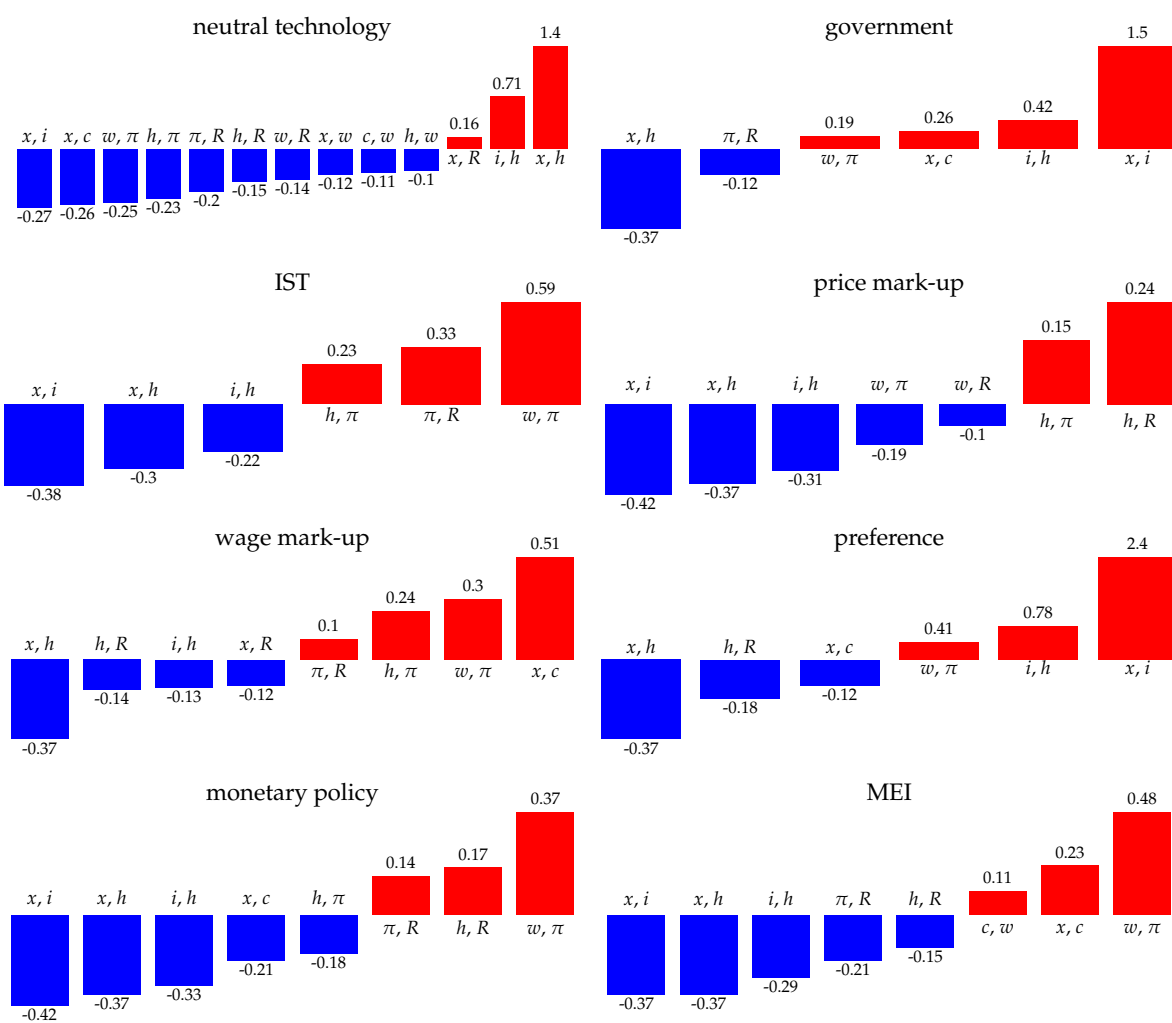 neutral technology
1.4
0.71
0.16
x, i x, c w, π h, π π, R h, R w, R x, w c, w h, w
x, R i, h x, h
-0.27 -0.26 -0.25 -0.23 -0.2 -0.15 -0.14 -0.12 -0.11 -0.1
government
1.5
0.42
0.26
0.19
x, h π, R
w, π x, c i, h x, i
-0.12
-0.37
IST
0.59
0.33
0.23
x, i x, h i, h
h, π π, R w, π
-0.22
-0.3
-0.38
price mark-up
0.24
0.15
x, i x, h i, h w, π w, R
h, π h, R
-0.1
-0.19
-0.31
-0.37
-0.42
wage mark-up
0.51
0.3
0.24
0.1
x, h h, R i, h x, R
π, R h, π w, π x, c
-0.14 -0.13 -0.12
-0.37
preference
2.4
0.78
0.41
x, h h, R x, c
w, π i, h x, i
-0.12
-0.18
-0.37
monetary policy
0.37
0.17
0.14
x, i x, h i, h x, c h, π
π, R h, R w, π
-0.18
-0.21
-0.33
-0.37
-0.42
MEI
0.48
0.23
0.11
x, i x, h i, h π, R h, R
c, w x, c w, π
-0.15
-0.21
-0.29
-0.37 -0.37